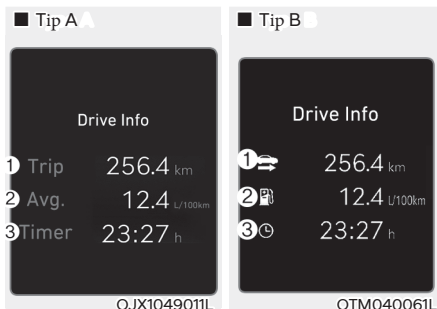 ■ Tip A
Drive Info
① Trip 256.4 km
② Avg. 12.4 L/100km
③ Timer 23:27 h
OJX1049011L
■ Tip B
Drive Info
① 256.4 km
② 12.4 L/100km
③ 23:27 h
OTM040061L